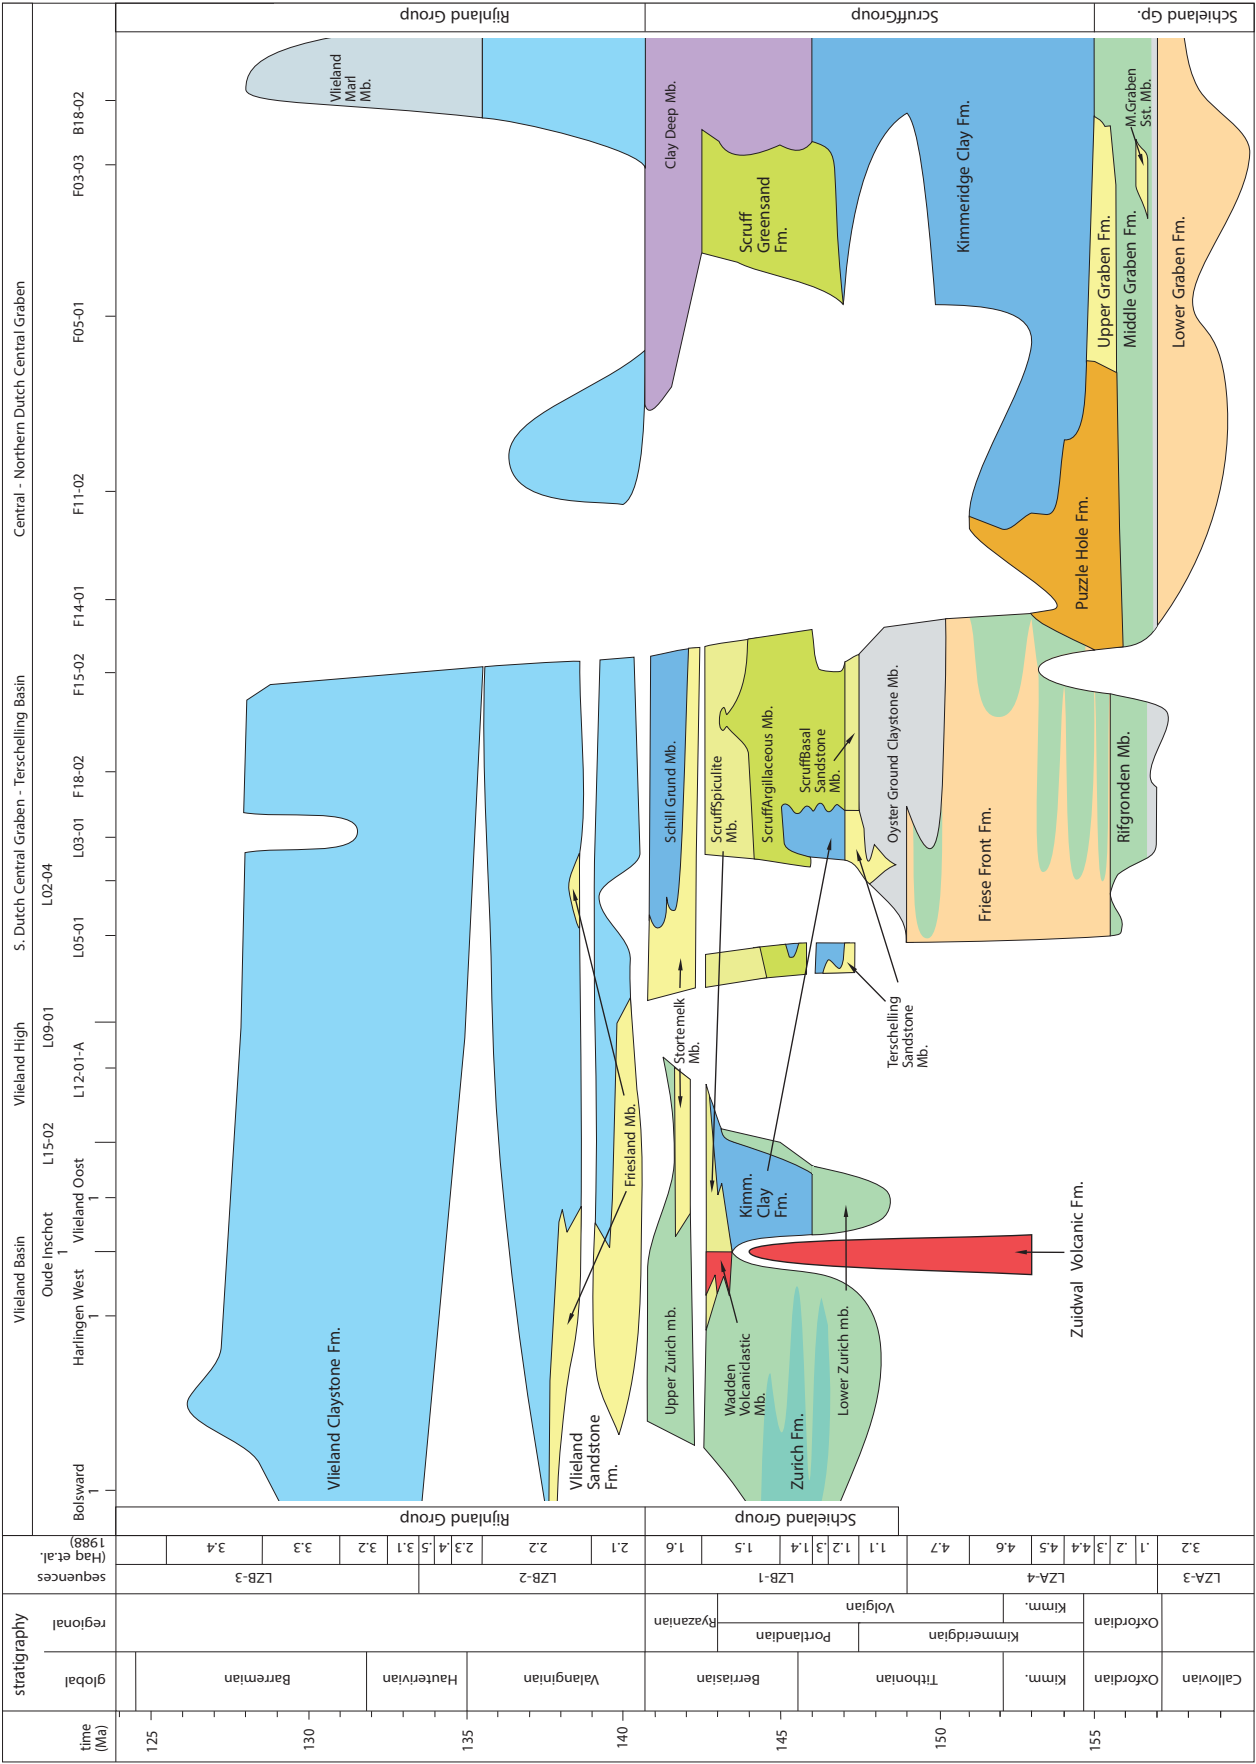 Rijnland Group
ScruffGroup
Schieland Gp.
Vlieland Basin
Vlieland High
S. Dutch Central Graben - Terschelling Basin
Central - Northern Dutch Central Graben
Bolsward
1
Harlingen West
1
Oude Inschot
1
Vlieland Oost
1
L15-02
L12-01-A
L09-01
L05-01
L02-04
L03-01
F18-02
F15-02
F14-01
F11-02
F05-01
F03-03
B18-02
Vlieland
Marl
Mb.
Clay Deep Mb.
Scruff
Greensand
Fm.
Kimmeridge Clay Fm.
M.Graben
Sst. Mb.
Upper Graben Fm.
Middle Graben Fm.
Lower Graben Fm.
Puzzle Hole Fm.
Schill Grund Mb.
ScruffSpiculite
Mb.
ScruffArgillaceous Mb.
ScruffBasal
Sandstone
Mb.
Oyster Ground Claystone Mb.
Friese Front Fm.
Rifgronden Mb.
Stortemelk
Mb.
Terschelling
Sandstone
Mb.
Friesland Mb.
Kimm.
Clay
Fm.
Zuidwal Volcanic Fm.
Vlieland Claystone Fm.
Vlieland
Sandstone
Fm.
Upper Zurich mb.
Wadden
Volcaniclastic
Mb.
Lower Zurich mb.
Zurich Fm.
Rijnland Group
Schieland Group
(Haq et.al.
1988)
3.4
3.3
3.2
3.1
.5
.4
2.3
2.2
2.1
1.6
1.5
1.4
.3
1.2
1.1
4.7
4.6
4.5
4.4
.3
.2
.1
3.2
sequences
LZB-3
LZB-2
LZB-1
LZA-4
LZA-3
stratigraphy
regional
Ryazanian
Volgian
Kimm.
Portlandian
Kimmeridgian
Oxfordian
global
Barremian
Hauterivian
Valanginian
Berriasian
Tithonian
Kimm.
Oxfordian
Callovian
time
(Ma)
125
130
135
140
145
150
155